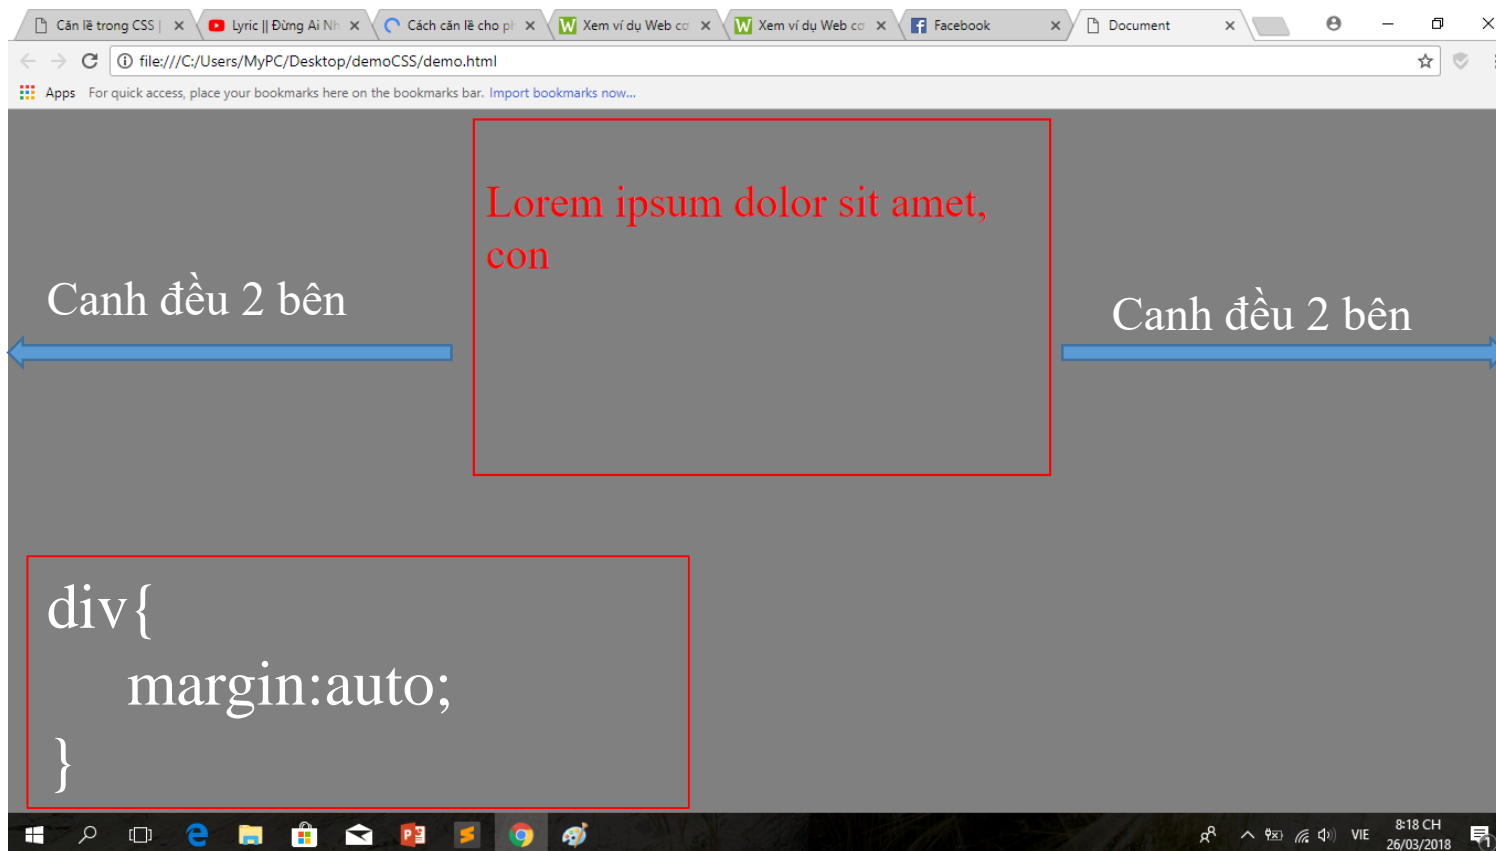 Căn lề trong CSS |
Lyric || Đừng Ai Nh
Cách căn lề cho ph
Xem ví dụ Web cơ
Xem ví dụ Web cơ
Facebook
Document
file:///C:/Users/MyPC/Desktop/demoCSS/demo.html
Apps For quick access, place your bookmarks here on the bookmarks bar. Import bookmarks now...
Lorem ipsum dolor sit amet,
con
Canh đều 2 bên
Canh đều 2 bên
div{
margin:auto;
}
VIE
8:18 CH
26/03/2018
1